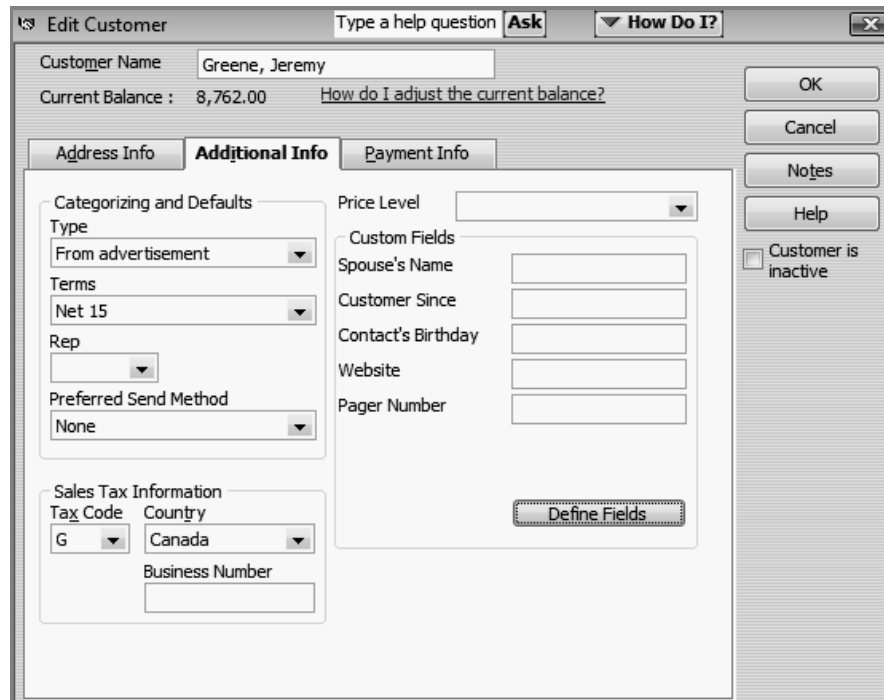 Edit Customer Type a help question Ask How Do I?
Customer Name Greene, Jeremy
Current Balance : 8,762.00 How do I adjust the current balance?
OK
Cancel
Notes
Help
Customer is
inactive
Address Info Additional Info Payment Info
Categorizing and Defaults
Type
From advertisement
Terms
Net 15
Rep
Preferred Send Method
None
Sales Tax Information
Tax Code Country
G Canada
Business Number
Price Level
Custom Fields
Spouse's Name
Customer Since
Contact's Birthday
Website
Pager Number
Define Fields